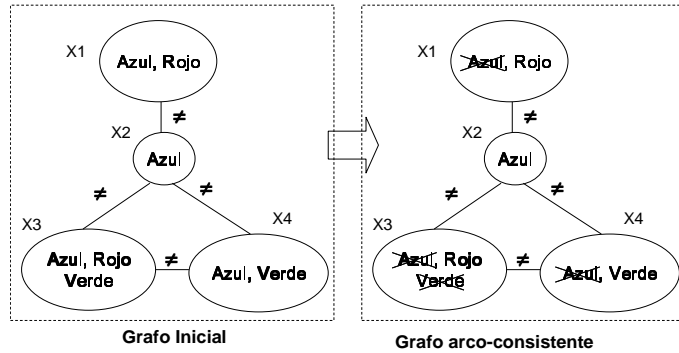 X1
Azul, Rojo
≠
X2
Azul
≠
≠
X3
X4
Azul, Rojo
Verde
≠
Azul, Verde
Grafo Inicial
X1
Azul, Rojo
≠
X2
Azul
≠
≠
X3
X4
Azul, Rojo
Verde
≠
Azul, Verde
Grafo arco-consistente